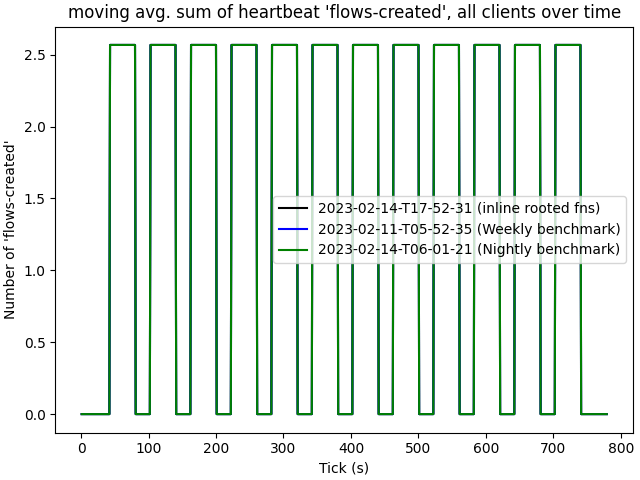 moving avg. sum of heartbeat 'flows-created', all clients over time
Number of 'flows-created'
2.5
2.0
1.5
1.0
0.5
0.0
2023-02-14-T17-52-31 (inline rooted fns)
2023-02-11-T05-52-35 (Weekly benchmark)
2023-02-14-T06-01-21 (Nightly benchmark)
0 100 200 300 400 500 600 700 800
Tick (s)